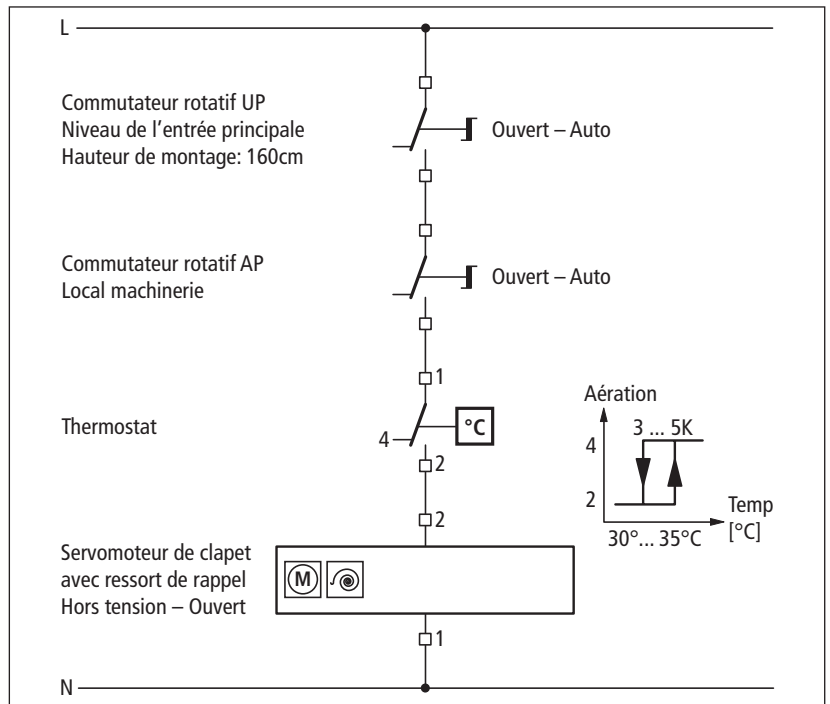 L
Commutateur rotatif UP
Niveau de l'entrée principale
Hauteur de montage: 160cm
Ouvert – Auto
Commutateur rotatif AP
Local machinerie
Ouvert – Auto
1
Thermostat
4
°C
2
2
Aération
3 ... 5K
4
2
Temp
[°C]
30°... 35°C
Servomoteur de clapet
avec ressort de rappel
Hors tension – Ouvert
M
1
N